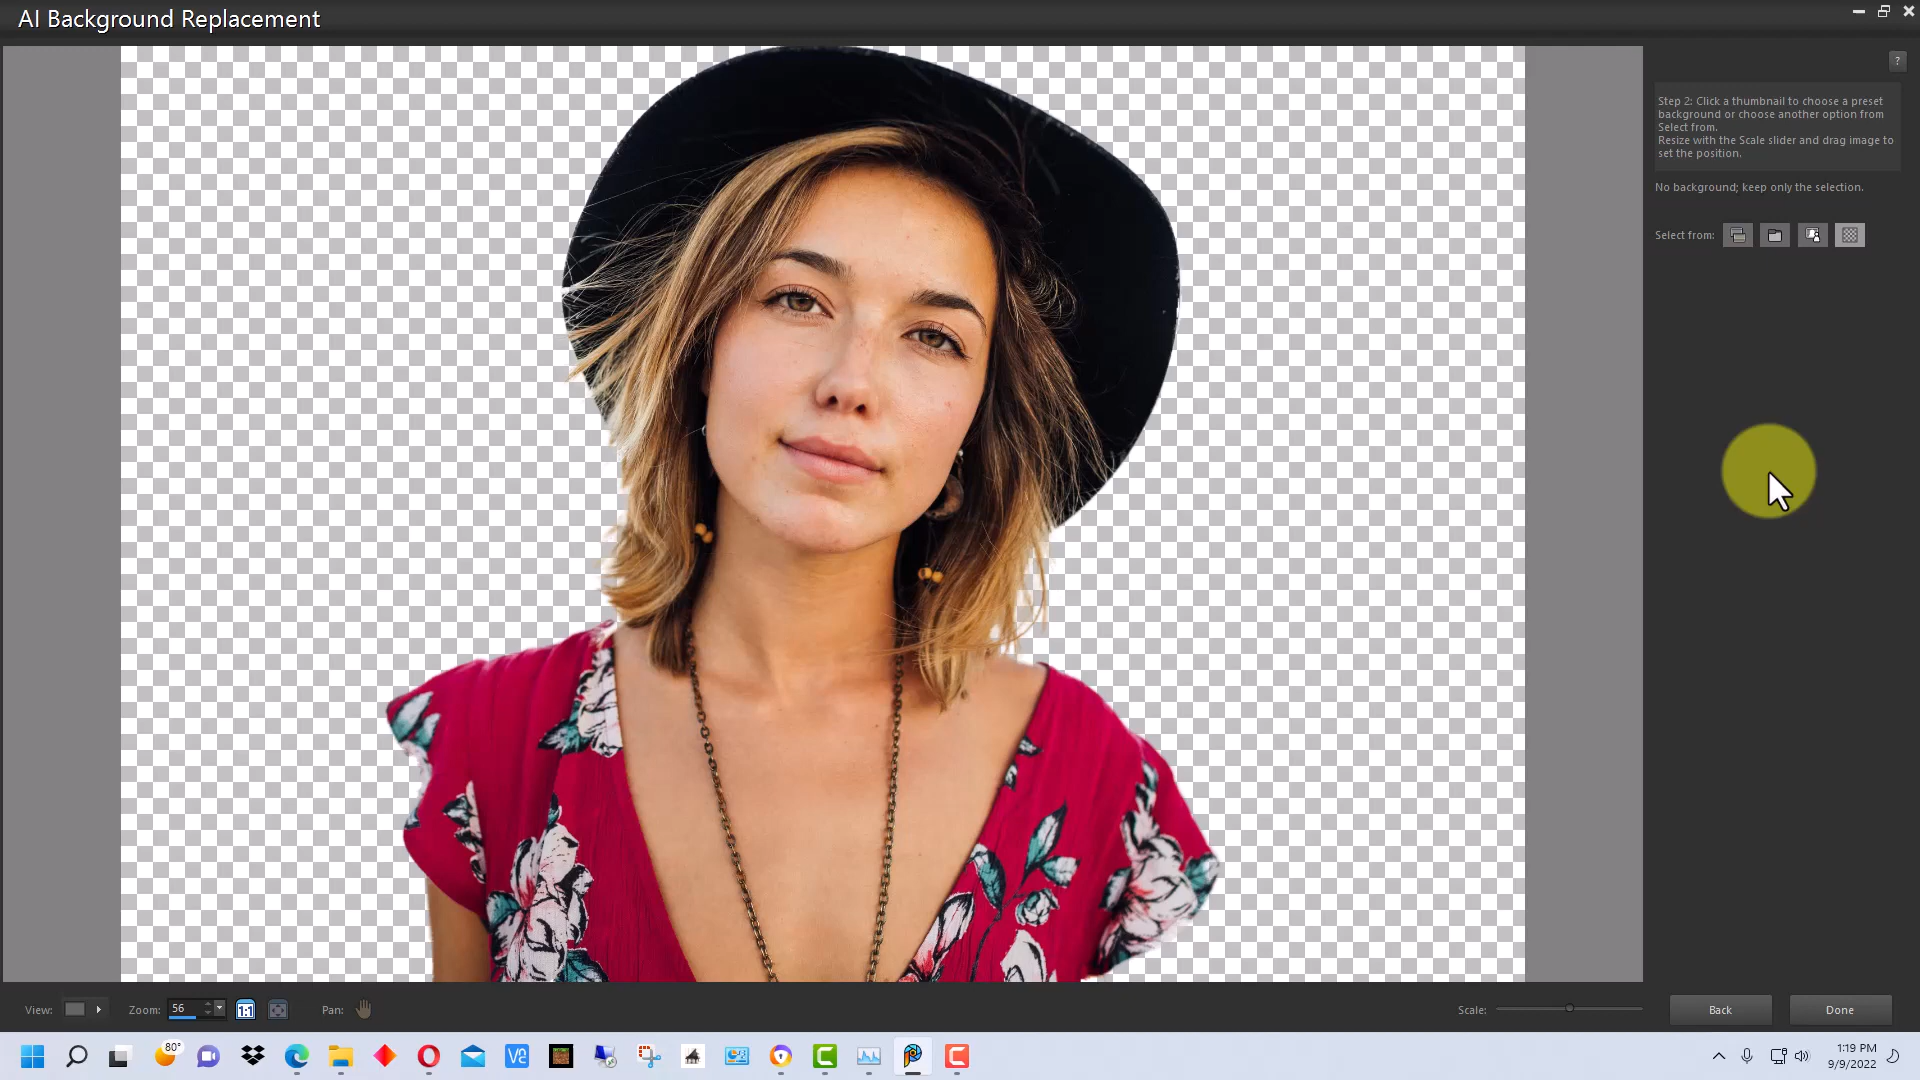 AI Background Replacement
?
Step 2: Click a thumbnail to choose a preset
background or choose another option from
Select from.
Resize with the Scale slider and drag image to
set the position.
No background; keep only the selection.
Select from:
View:
Zoom:
56
1:1
Pan:
Scale:
Back
Done
80°
1:19 PM
9/9/2022